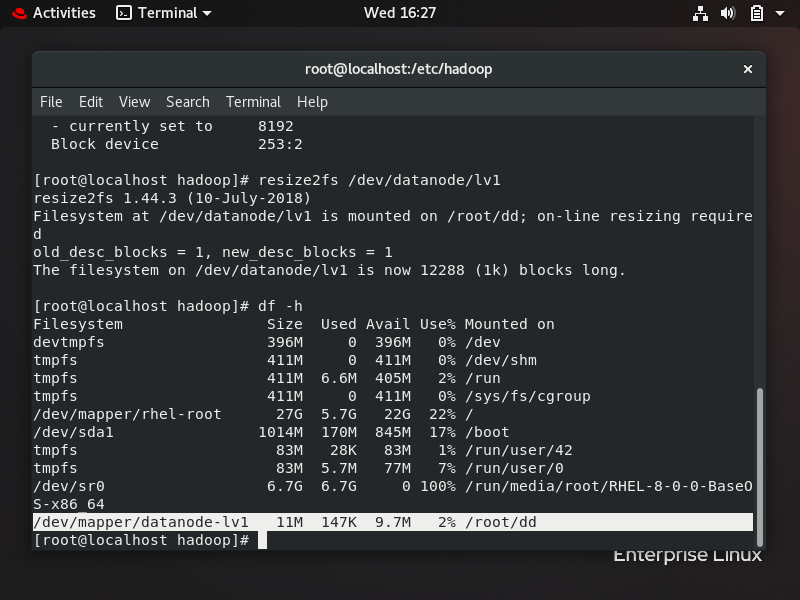 Activities Terminal Wed 16:27
root@localhost:/etc/hadoop
File Edit View Search Terminal Help
- currently set to 8192
Block device 253:2
[root@localhost hadoop]# resize2fs /dev/datanode/lv1
resize2fs 1.44.3 (10-July-2018)
Filesystem at /dev/datanode/lv1 is mounted on /root/dd; on-line resizing require
d
old_desc_blocks = 1, new_desc_blocks = 1
The filesystem on /dev/datanode/lv1 is now 12288 (1k) blocks long.
[root@localhost hadoop]# df -h
Filesystem Size Used Avail Use% Mounted on
devtmpfs 396M 0 396M 0% /dev
tmpfs 411M 0 411M 0% /dev/shm
tmpfs 411M 6.6M 405M 2% /run
tmpfs 411M 0 411M 0% /sys/fs/cgroup
/dev/mapper/rhel-root 27G 5.7G 22G 22% /
/dev/sda1 1014M 170M 845M 17% /boot
tmpfs 83M 28K 83M 1% /run/user/42
tmpfs 83M 5.7M 77M 7% /run/user/0
/dev/sr0 6.7G 6.7G 0 100% /run/media/root/RHEL-8-0-0-BaseO
S-x86_64
/dev/mapper/datanode-lv1 11M 147K 9.7M 2% /root/dd
[root@localhost hadoop]#
Enterprise Linux